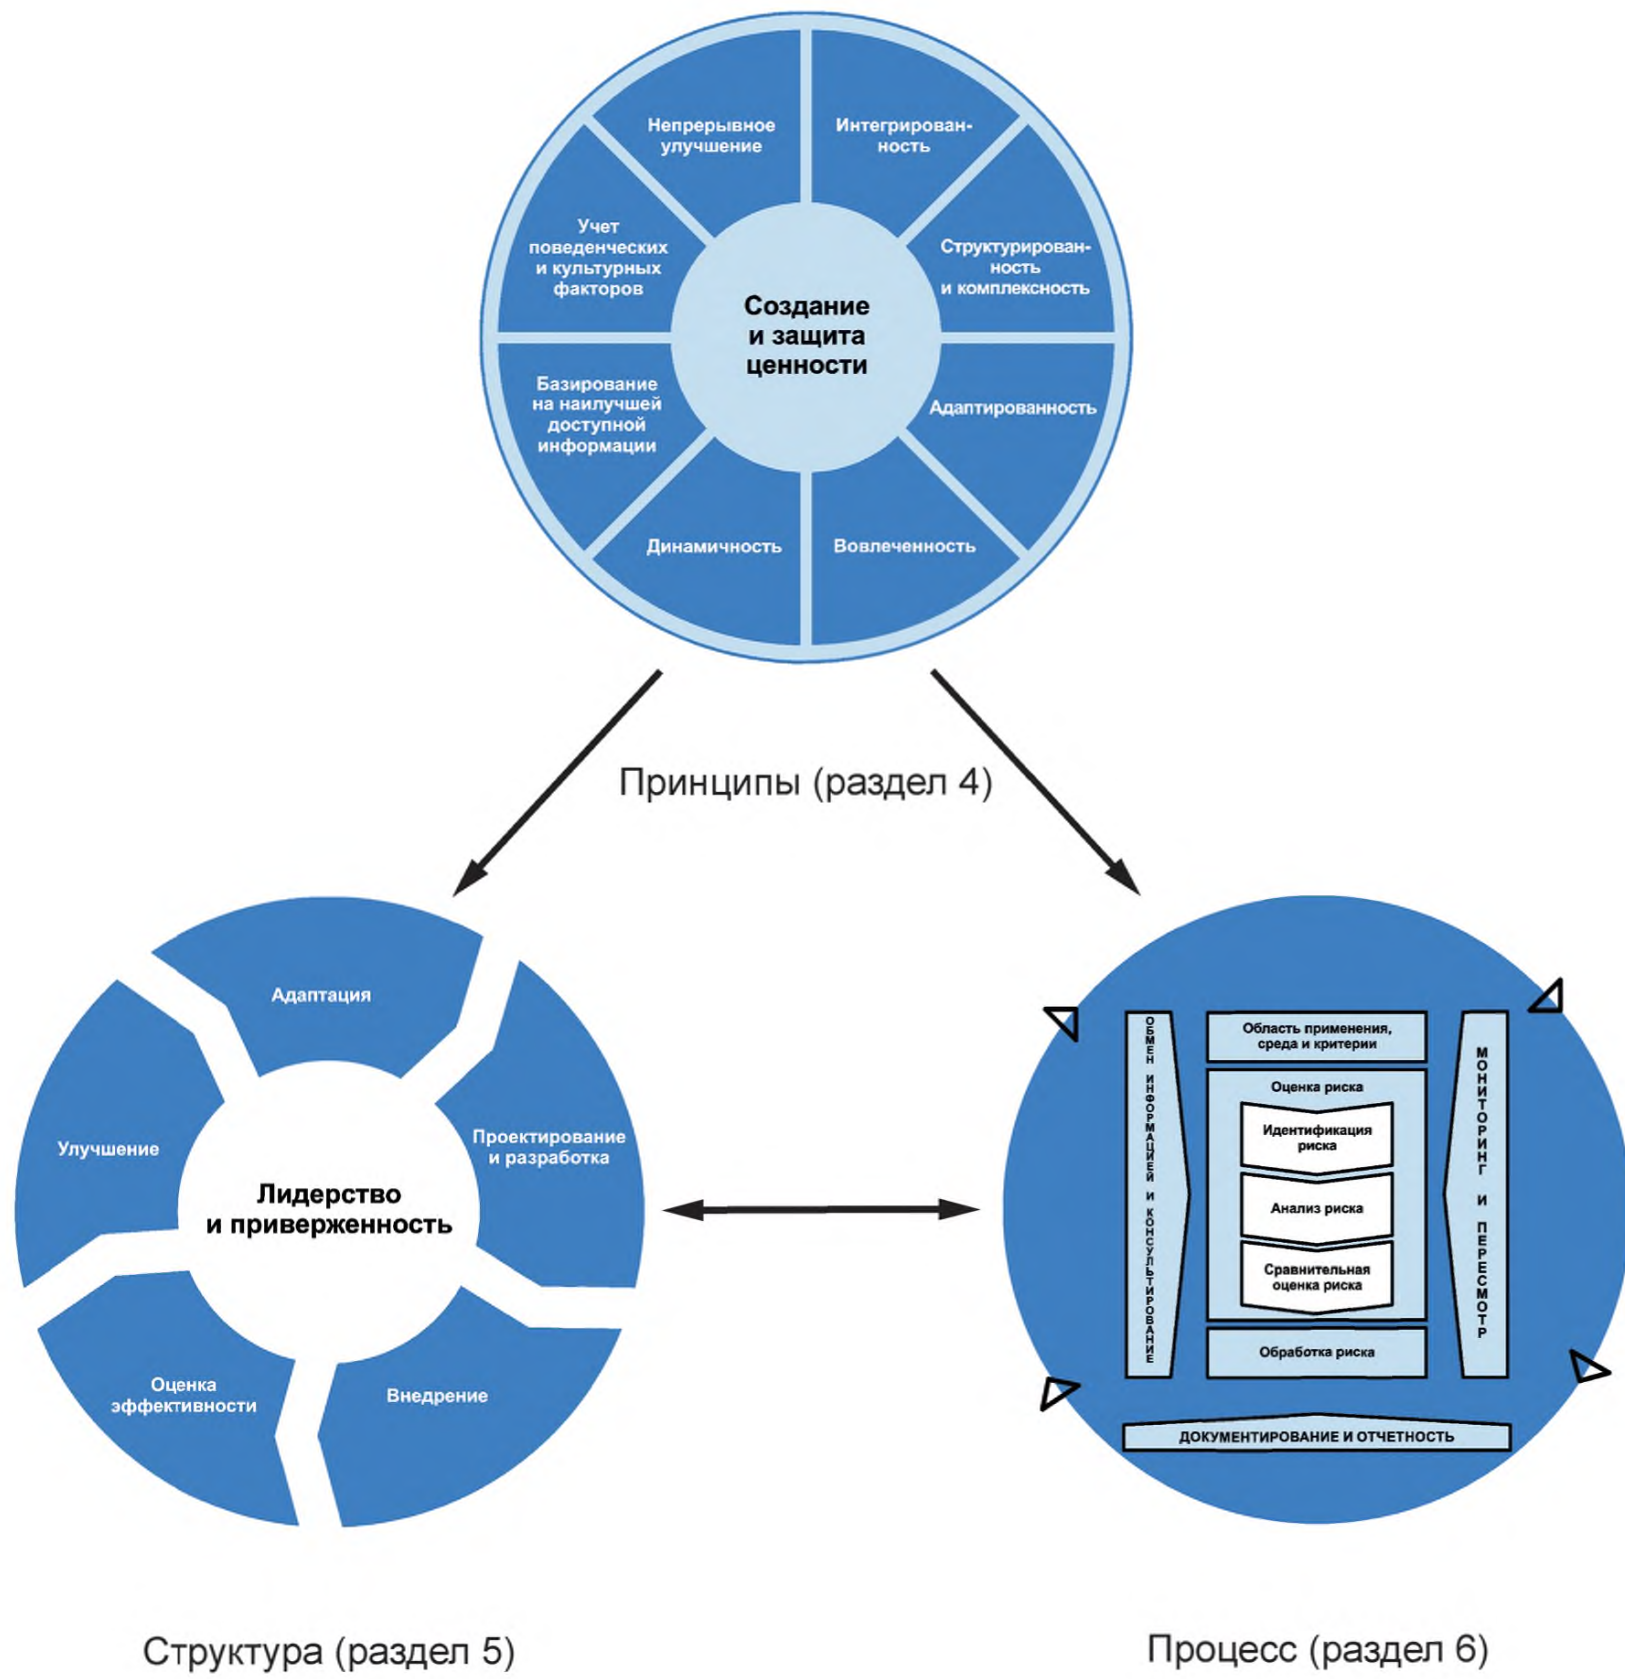 Непрерывное
улучшение
Интегрирован-
ность
Учет
поведенческих
и культурных
факторов
Структурирован-
ность
и комплексность
Создание
и защита
ценности
Базирование
на наилучшей
доступной
информации
Адаптированность
Динамичность
Вовлеченность
Принципы (раздел 4)
Адаптация
Проектирование
и разработка
Улучшение
Лидерство
и приверженность
Оценка
эффективности
Внедрение
Структура (раздел 5)
ОБМЕН ИНФОРМАЦИЕЙ И КОНСУЛЬТИРОВАНИЕ
Область применения,
среда и критерии
Оценка риска
Идентификация
риска
Анализ риска
Сравнительная
оценка риска
Обработка риска
МОНИТОРИНГ И ПЕРЕСМОТР
ДОКУМЕНТИРОВАНИЕ И ОТЧЕТНОСТЬ
Процесс (раздел 6)